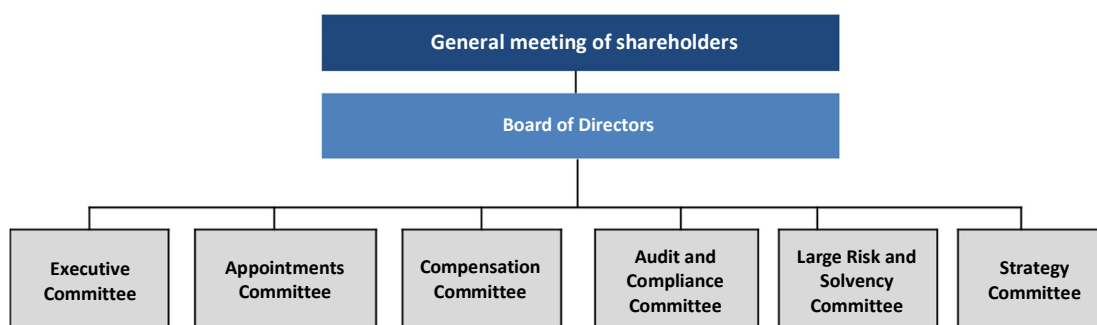 General meeting of shareholders
Board of Directors
Executive
Committee
Appointments
Committee
Compensation
Committee
Audit and
Compliance
Committee
Large Risk and
Solvency
Committee
Strategy
Committee